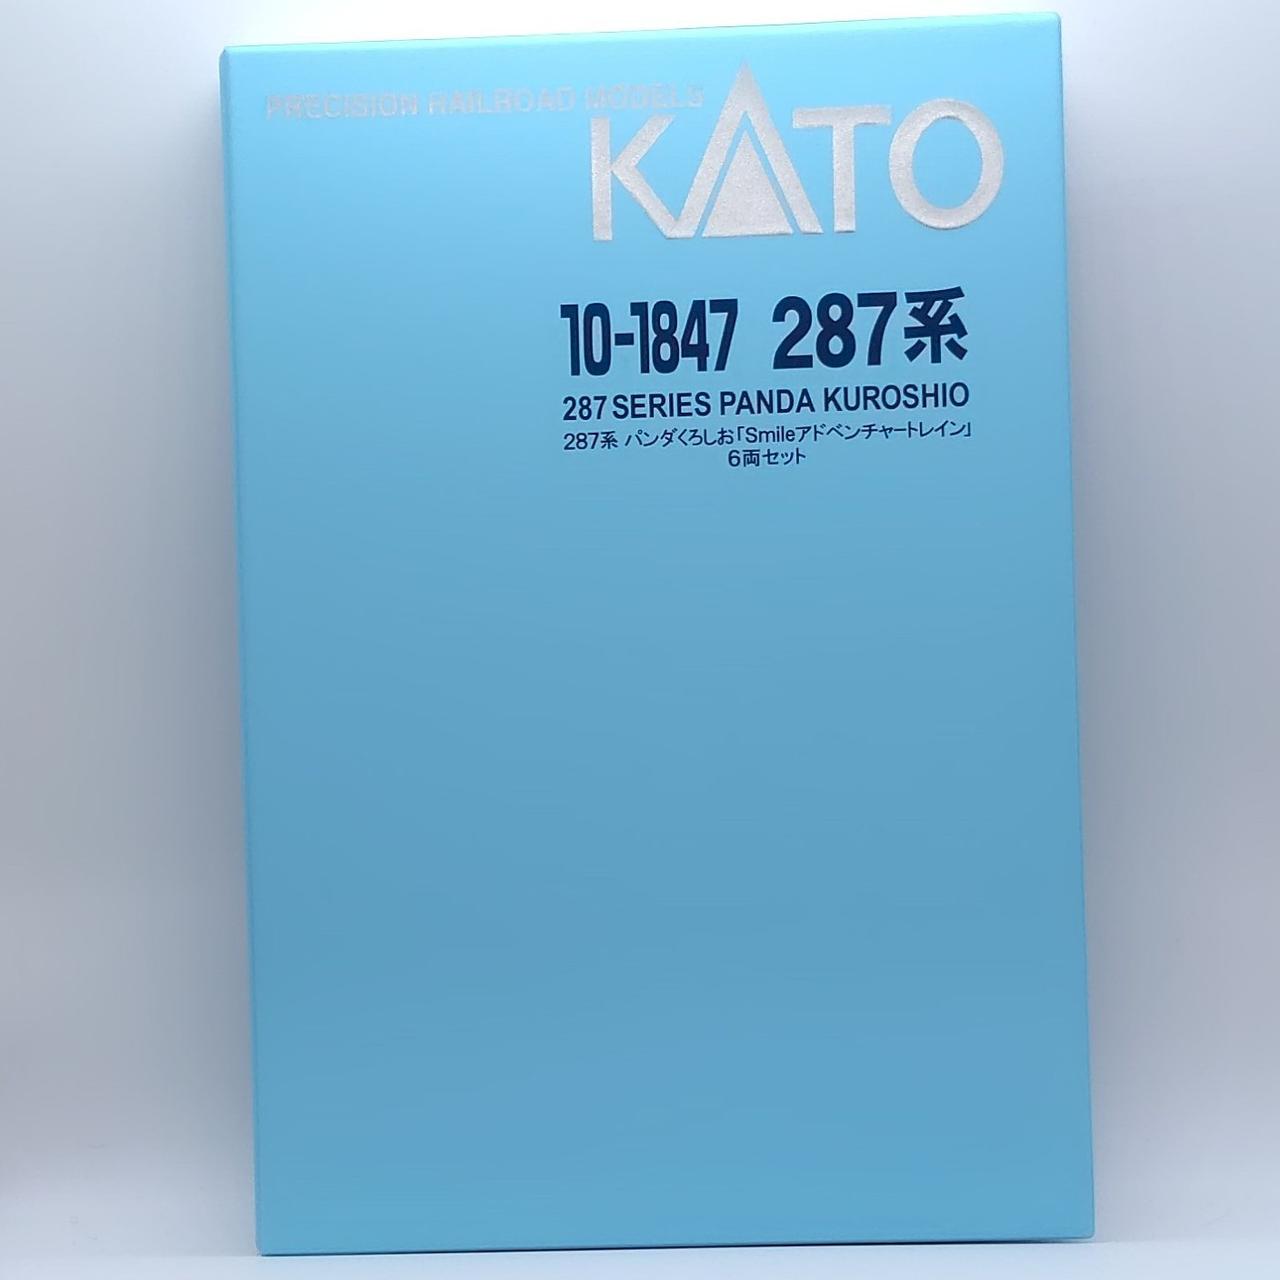 PRECISION RAILROAD MODELS
KATO
10-1847 287系
287 SERIES PANDA KUROSHIO
287系 パンダくろしお「Smileアドベンチャートレイン」
6両セット